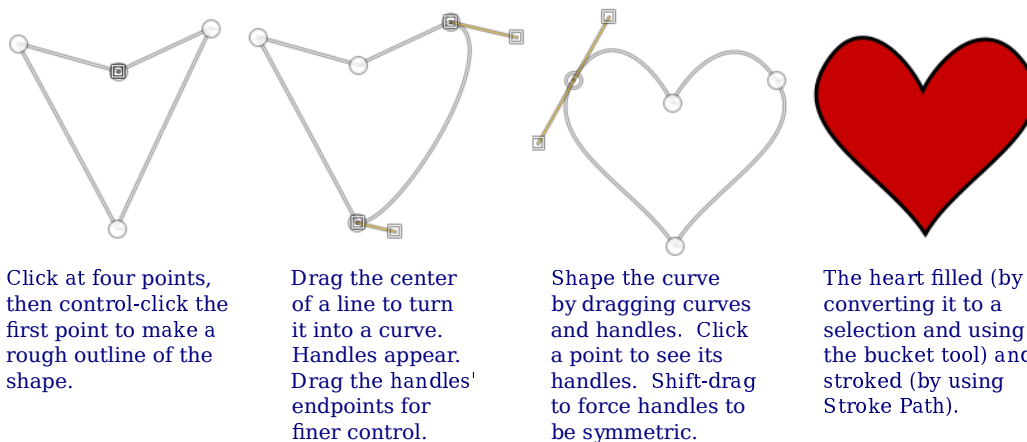 Click at four points,
then control-click the
first point to make a
rough outline of the
shape.
Drag the center
of a line to turn
it into a curve.
Handles appear.
Drag the handles'
endpoints for
finer control.
Shape the curve
by dragging curves
and handles. Click
a point to see its
handles. Shift-drag
to force handles to
be symmetric.
The heart filled (by
converting it to a
selection and using
the bucket tool) and
stroked (by using
Stroke Path).